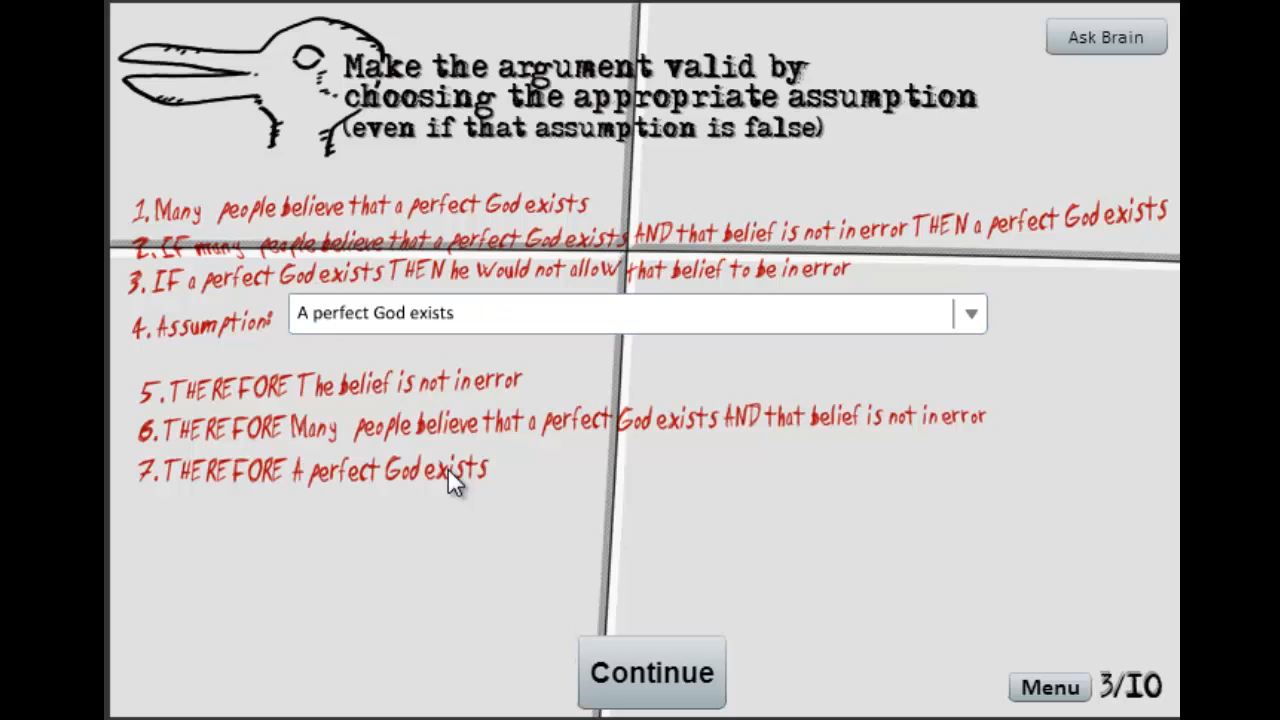 Ask Brain
Make the argument valid by
choosing the appropriate assumption
(even if that assumption is false)
1. Many people believe that a perfect God exists
2. IF many people believe that a perfect God exists AND that belief is not in error THEN a perfect God exists
3. IF a perfect God exists THEN he would not allow that belief to be in error
4. Assumption: A perfect God exists
5. THEREFORE The belief is not in error
6. THEREFORE Many people believe that a perfect God exists AND that belief is not in error
7. THEREFORE A perfect God exists
Continue
Menu 3/10